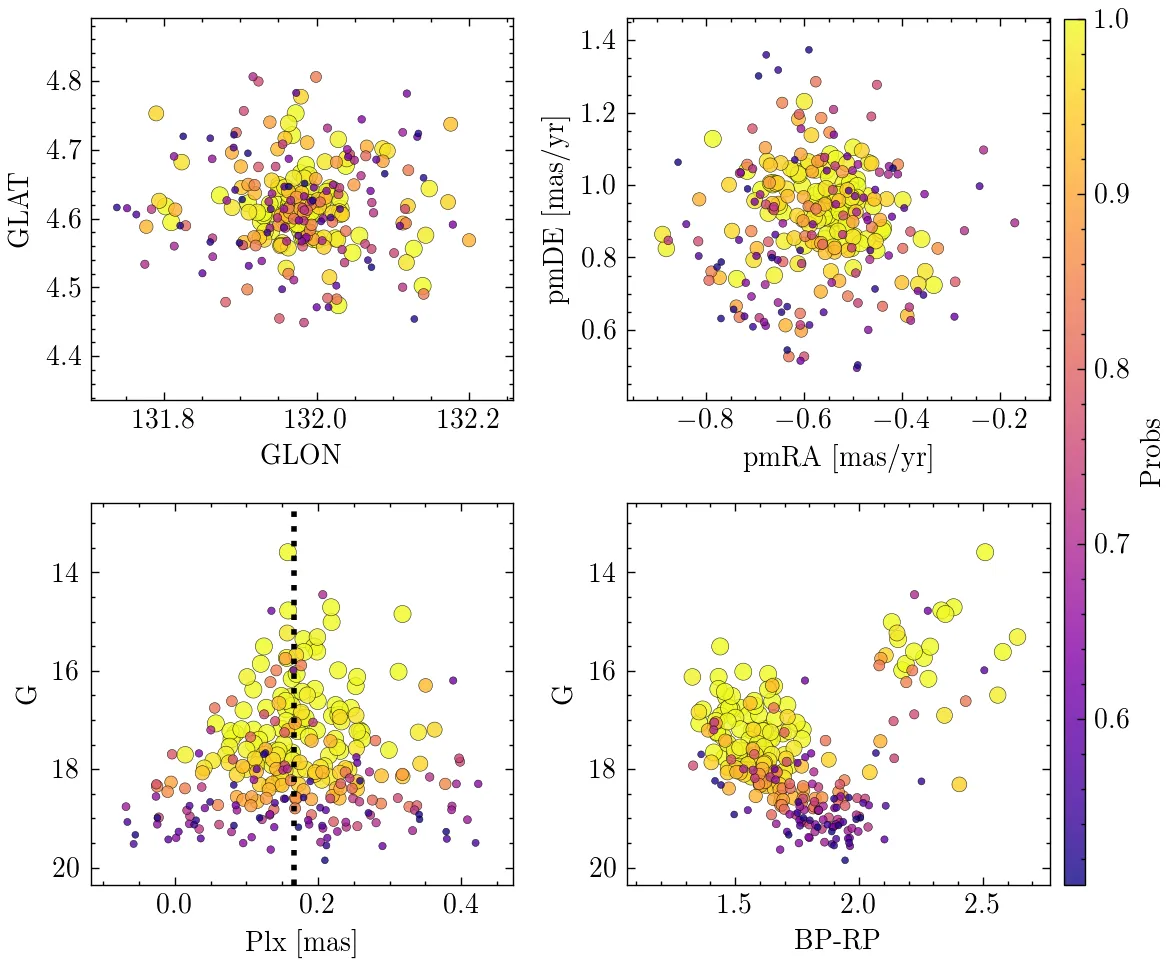 4.8
4.7
4.6
4.5
4.4
GLAT
131.8 132.0 132.2
GLON
1.4
1.2
1.0
0.8
0.6
pmDE [mas/yr]
−0.8 −0.6 −0.4 −0.2
pmRA [mas/yr]
14
16
18
20
G
0.0 0.2 0.4
Plx [mas]
14
16
18
20
G
1.5 2.0 2.5
BP-RP
1.0
0.9
0.8
0.7
0.6
Probs